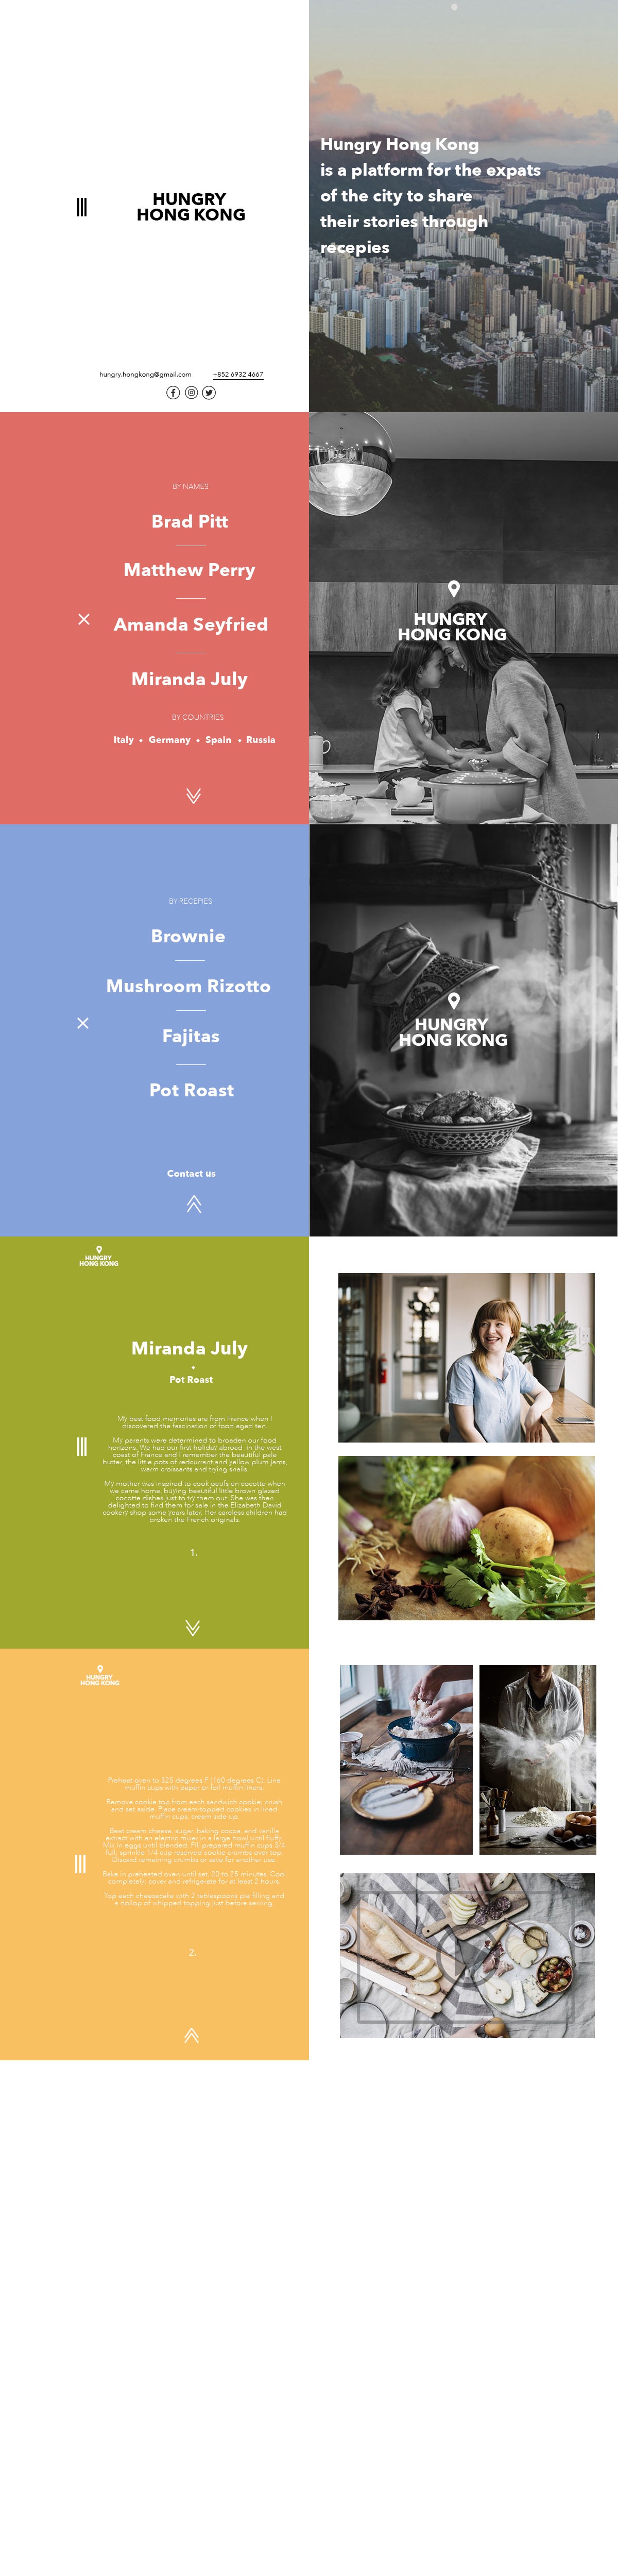 HUNGRY
HONG KONG
hungry.hongkong@gmail.com
+852 6932 4667
Hungry Hong Kong
is a platform for the expats
of the city to share
their stories through
recepies
BY NAMES
Brad Pitt
Matthew Perry
Amanda Seyfried
Miranda July
BY COUNTRIES
Italy • Germany • Spain • Russia
HUNGRY
HONG KONG
BY RECEPIES
Brownie
Mushroom Rizotto
Fajitas
Pot Roast
Contact us
HUNGRY
HONG KONG
HUNGRY
HONG KONG
Miranda July
Pot Roast
My best food memories are from France when I
discovered the fascination of food aged ten.
My parents were determined to broaden our food
horizons. We had our first holiday abroad in the west
coast of France and I remember the beautiful pale
butter, the little pots of redcurrant and yellow plum jams,
warm croissants and trying snails.
My mother was inspired to cook oeufs en cocotte when
we came home, buying beautiful little brown glazed
cocotte dishes just to try them out. She was then
delighted to find them for sale in the Elizabeth David
cookery shop some years later. Her careless children had
broken the French originals.
1.
HUNGRY
HONG KONG
Preheat oven to 325 degrees F (160 degrees C). Line
muffin cups with paper or foil muffin liners.
Remove cookie top from each sandwich cookie; crush
and set aside. Place cream-topped cookies in lined
muffin cups, cream side up.
Beat cream cheese, sugar, baking cocoa, and vanilla
extract with an electric mixer in a large bowl until fluffy.
Mix in eggs until blended. Fill prepared muffin cups 3/4
full; sprinkle 1/4 cup reserved cookie crumbs over top.
Discard remaining crumbs or save for another use.
Bake in preheated oven until set, 20 to 25 minutes. Cool
completely; cover and refrigerate for at least 2 hours.
Top each cheesecake with 2 tablespoons pie filling and
a dollop of whipped topping just before serving.
2.